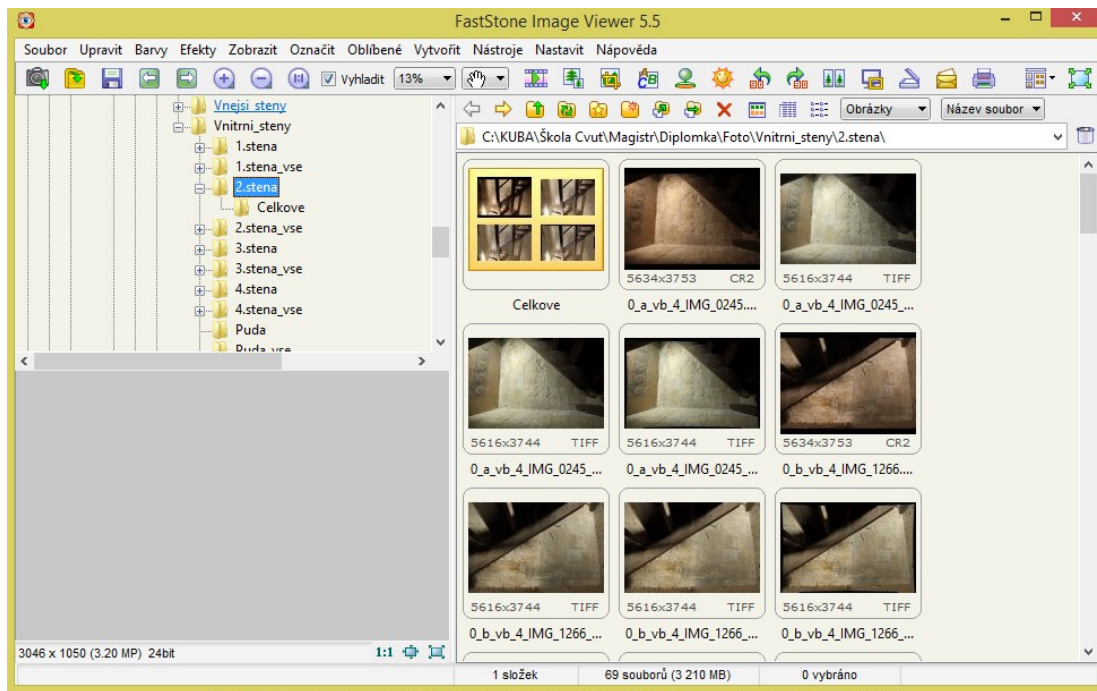 FastStone Image Viewer 5.5
Soubor Upravit Barvy Efekty Zobrazit Označit Oblíbené Vytvořit Nástroje Nastavit Nápověda
Vyhladit 13%
Vnejsi_steny
Vnitrni_steny
1.stena
1.stena_vse
2.stena
Celkove
2.stena_vse
3.stena
3.stena_vse
4.stena
4.stena_vse
Puda
Puda_vse
3046 x 1050 (3.20 MP) 24bit 1:1
Obrázky Název soubor
C:\KUBA\Škola Cvut\Magistr\Diplomka\Foto\Vnitrni_steny\2.stena\
5634x3753 CR2 5616x3744 TIFF
Celkove 0_a_vb_4_IMG_0245.... 0_a_vb_4_IMG_0245_...
5616x3744 TIFF 5616x3744 TIFF 5634x3753 CR2
0_a_vb_4_IMG_0245_... 0_a_vb_4_IMG_0245_... 0_b_vb_4_IMG_1266....
5616x3744 TIFF 5616x3744 TIFF 5616x3744 TIFF
0_b_vb_4_IMG_1266_... 0_b_vb_4_IMG_1266_... 0_b_vb_4_IMG_1266_...
1 složek 69 souborů (3 210 MB) 0 vybráno